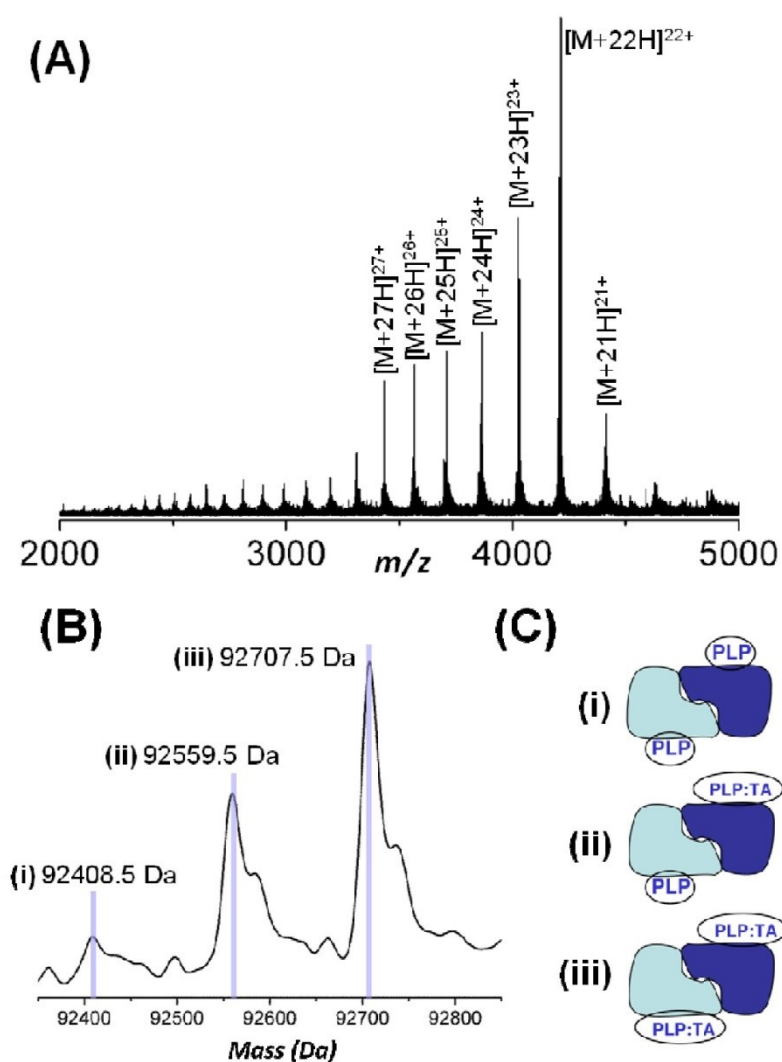 (A)
[M+27H]27+
[M+26H]26+
[M+25H]25+
[M+24H]24+
[M+23H]23+
[M+22H]22+
[M+21H]21+
2000 3000 4000 5000
m/z
(B)
(i) 92408.5 Da
(ii) 92559.5 Da
(iii) 92707.5 Da
92400 92500 92600 92700 92800
Mass (Da)
(C)
(i)
PLP
PLP
(ii)
PLP:TA
PLP
(iii)
PLP:TA
PLP:TA